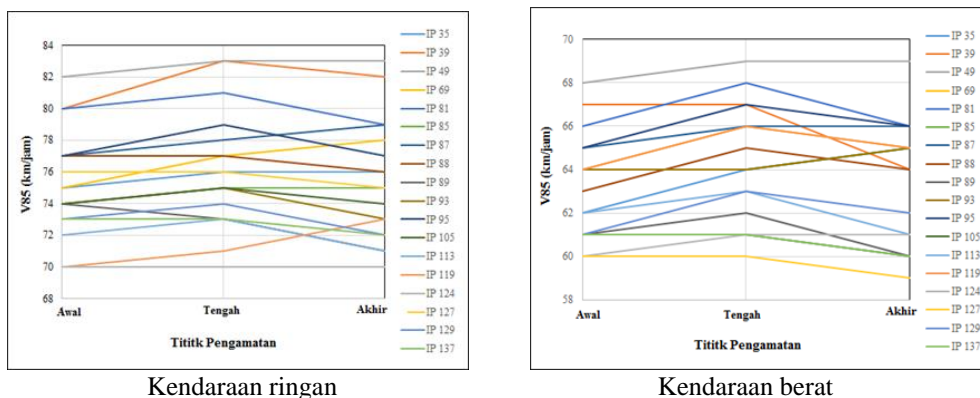 84
82
80
78
76
74
72
70
68
V85 (km/jam)
Awal
Tengah
Akhir
Tititk Pengamatan
IP 35
IP 39
IP 49
IP 69
IP 81
IP 85
IP 87
IP 88
IP 89
IP 93
IP 95
IP 105
IP 113
IP 119
IP 124
IP 127
IP 129
IP 137
Kendaraan ringan
70
68
66
64
62
60
58
V85 (km/jam)
Awal
Tengah
Akhir
Tititk Pengamatan
IP 35
IP 39
IP 49
IP 69
IP 81
IP 85
IP 87
IP 88
IP 89
IP 93
IP 95
IP 105
IP 113
IP 119
IP 124
IP 127
IP 129
IP 137
Kendaraan berat